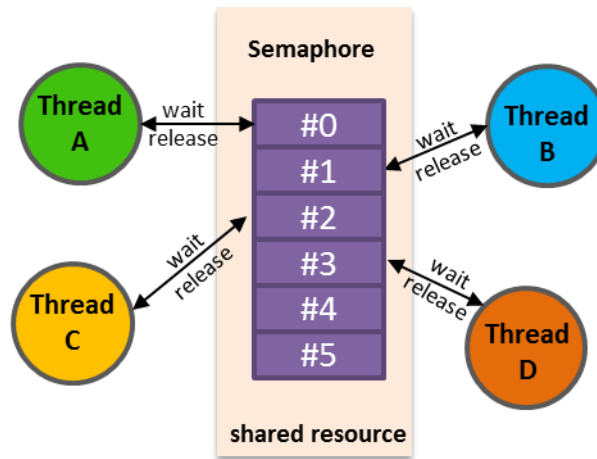 Semaphore
Thread
A
wait
release
#0
#1
#2
#3
#4
#5
wait
release
Thread
B
Thread
C
wait
release
wait
release
Thread
D
shared resource